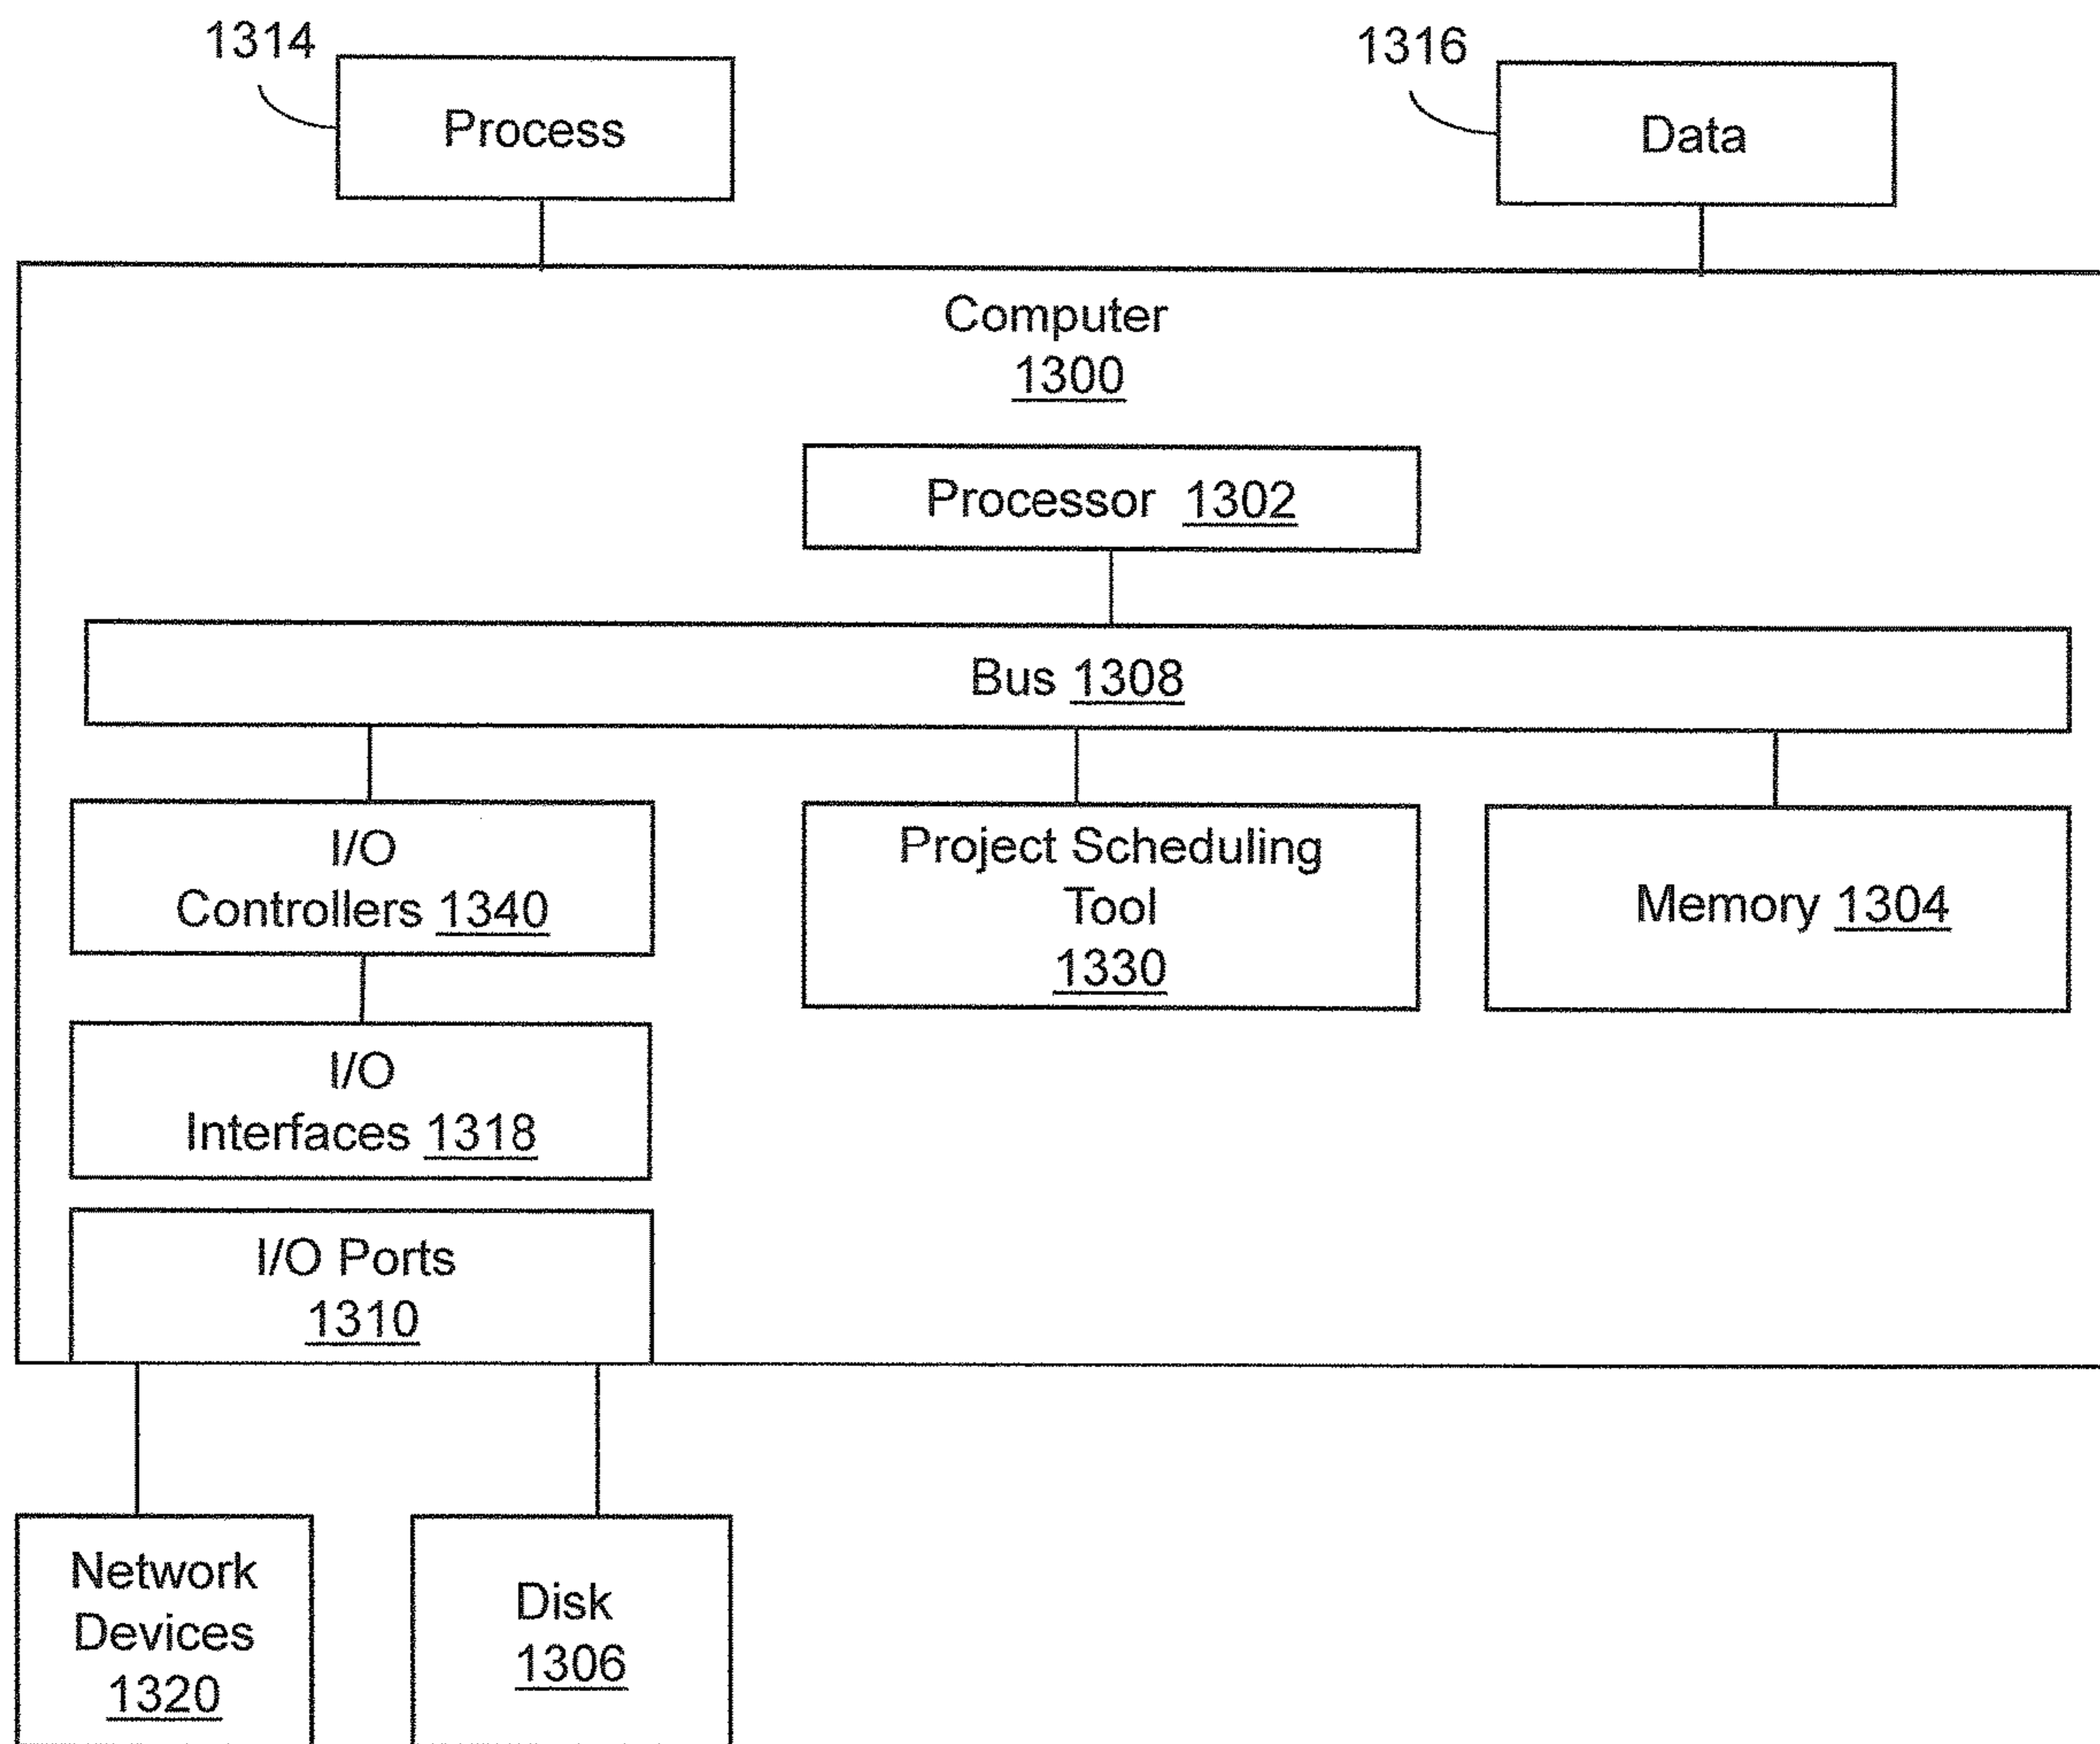 1314
Process
1316
Data
Computer
1300
Processor 1302
Bus 1308
I/O
Controllers 1340
Project Scheduling
Tool
1330
Memory 1304
I/O
Interfaces 1318
I/O Ports
1310
Network
Devices
1320
Disk
1306